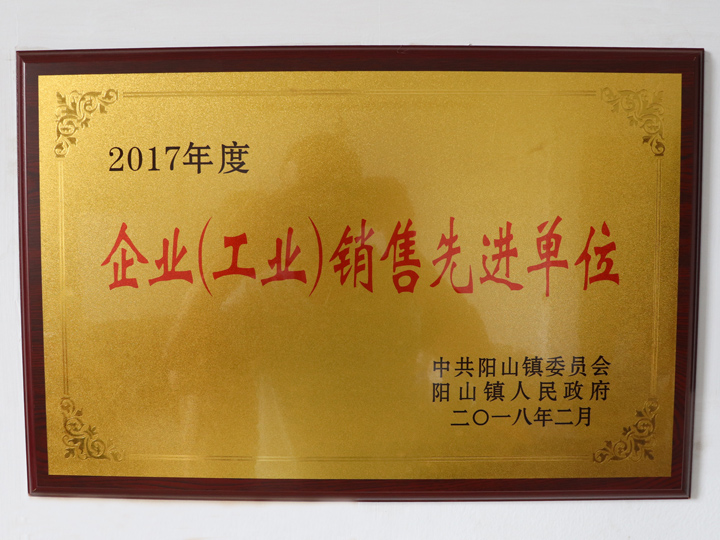 2017年度
企业(工业)销售先进单位
中共阳山镇委员会
阳山镇人民政府
二〇一八年二月